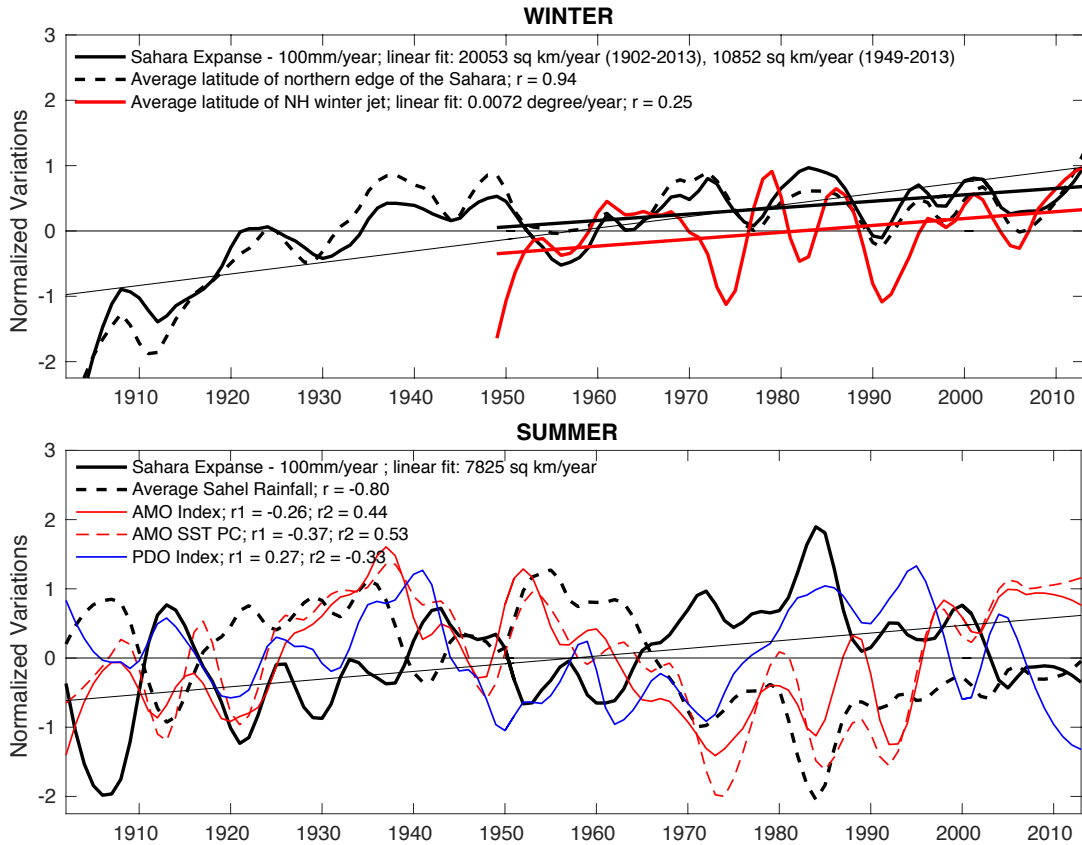 WINTER
3
Sahara Expanse - 100mm/year; linear fit: 20053 sq km/year (1902-2013), 10852 sq km/year (1949-2013)
Average latitude of northern edge of the Sahara; r = 0.94
Average latitude of NH winter jet; linear fit: 0.0072 degree/year; r = 0.25
2
1
0
-1
-2
Normalized Variations
1910 1920 1930 1940 1950 1960 1970 1980 1990 2000 2010
SUMMER
3
Sahara Expanse - 100mm/year ; linear fit: 7825 sq km/year
Average Sahel Rainfall; r = -0.80
AMO Index; r1 = -0.26; r2 = 0.44
AMO SST PC; r1 = -0.37; r2 = 0.53
PDO Index; r1 = 0.27; r2 = -0.33
2
1
0
-1
-2
Normalized Variations
1910 1920 1930 1940 1950 1960 1970 1980 1990 2000 2010